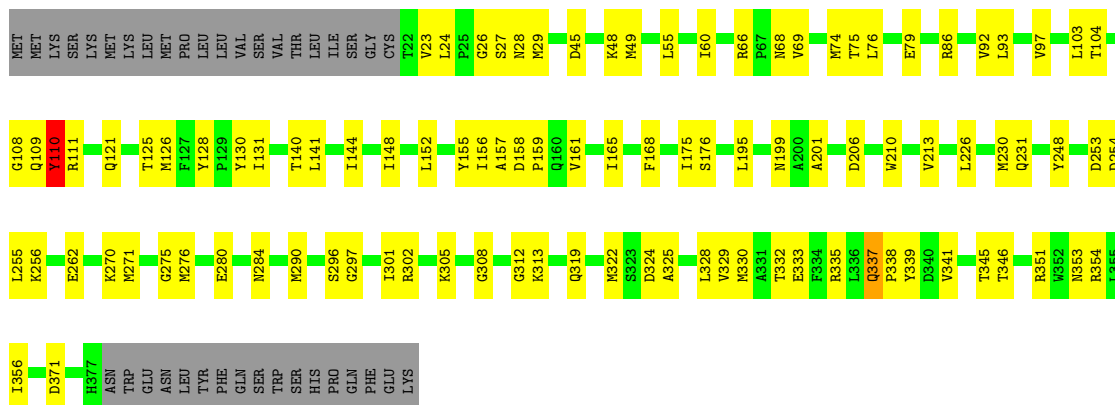 MET MET LYS SER LYS MET LYS LEU MET PRO LEU LEU VAL SER VAL THR LEU ILE SER GLY CYS T22 V23 L24 P25 G26 S27 N28 M29 D45 K48 M49 L55 I60 R66 P67 N68 V69 M74 T75 L76 E79 R86 V92 L93 V97 L103 T104
G108 Q109 Y110 R111 Q121 T125 M126 F127 Y128 P129 Y130 I131 T140 L141 I144 I148 L152 Y155 I156 A157 D158 P159 Q160 V161 I165 F168 I175 S176 L195 N199 A200 A201 D206 W210 V213 L226 M230 Q231 Y248 D253
L255 K256 E262 K270 M271 G275 M276 E280 N284 M290 S296 G297 I301 R302 K305 G308 G312 K313 Q319 M322 S323 D324 A325 L328 V329 M330 A331 T332 E333 F334 R335 L336 Q337 P338 Y339 D340 V341 T345 T346 R351 W352 N353 R354
I356 D371 H377 ASN TRP GLU ASN LEU TYR PHE GLN SER TRP SER HIS PRO GLN PHE GLU LYS